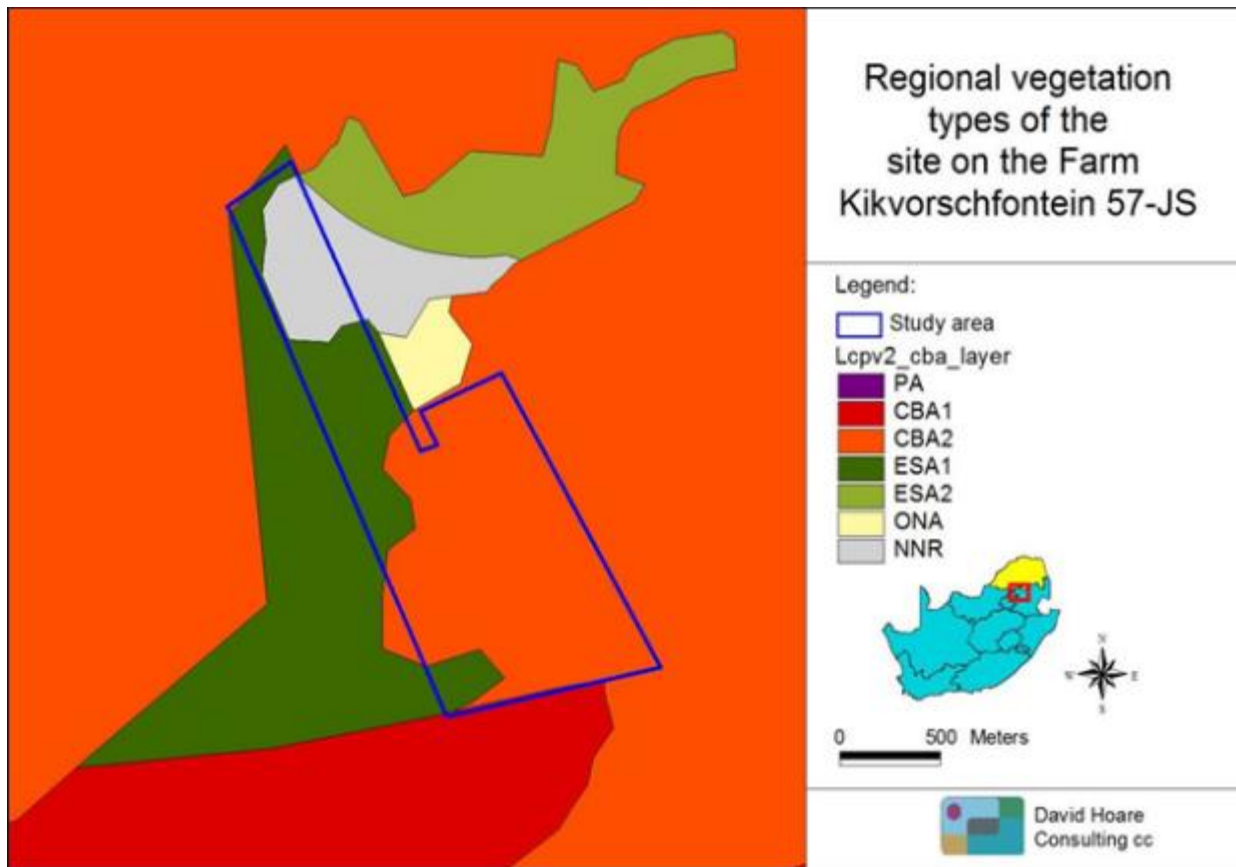 Regional vegetation
types of the
site on the Farm
Kikvorschfontein 57-JS
Legend:
Study area
Lcpv2_cba_layer
PA
CBA1
CBA2
ESA1
ESA2
ONA
NNR
N
W E
S
0 500 Meters
David Hoare
Consulting cc